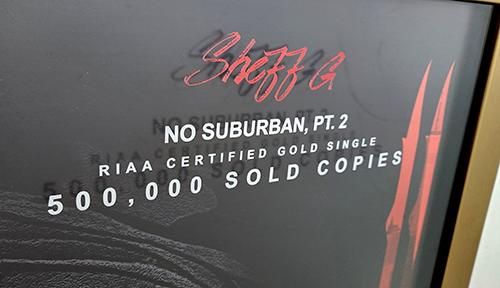 Sheff G
NO SUBURBAN, PT. 2
RIAA CERTIFIED GOLD SINGLE
500,000 SOLD COPIES